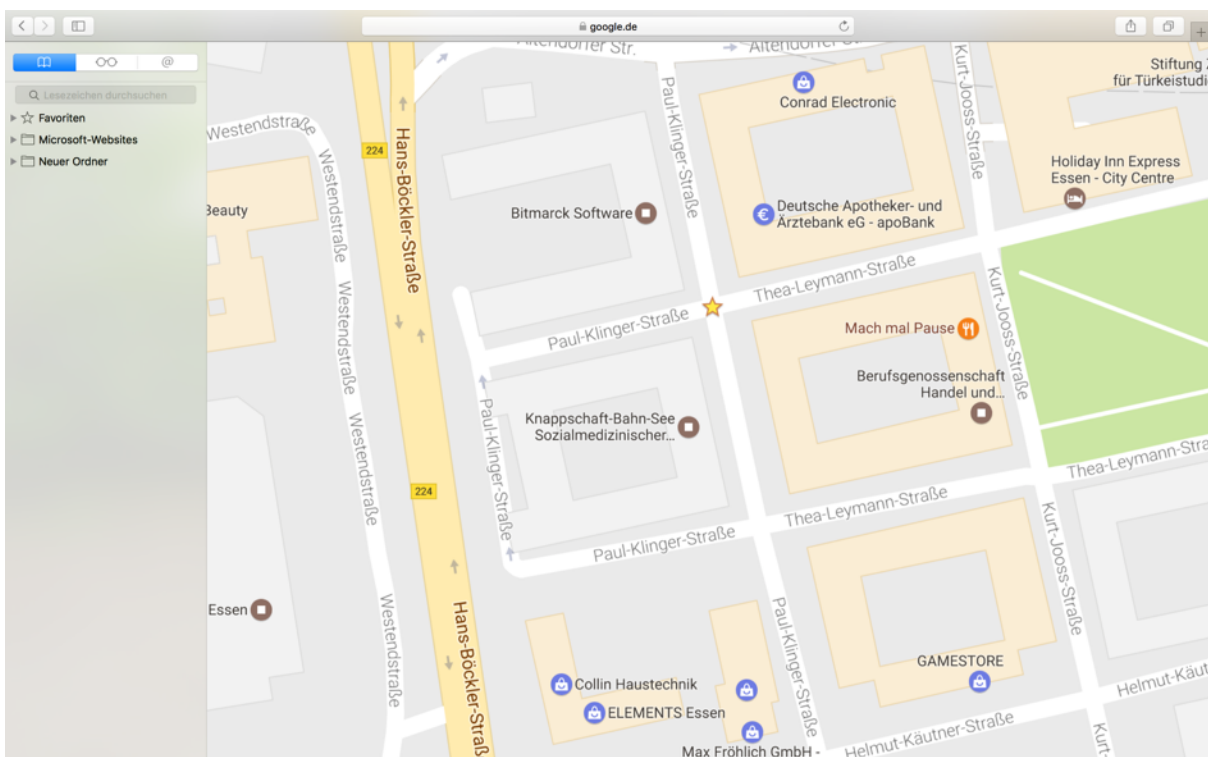 google.de
Lesezeichen durchsuchen
Favoriten
Microsoft-Websites
Neuer Ordner
Altendorfer Str.
Westendstraße
Westendstraße
Westendstraße
Westendstraße
Westendstraße
224
Hans-Böckler-Straße
Beauty
Bitmarck Software
Paul-Klinger-Straße
Conrad Electronic
Deutsche Apotheker- und
Ärztebank eG - apoBank
Kurt-Jooss-Straße
Stiftung
für Türkeistudi
Holiday Inn Express
Essen - City Centre
Thea-Leymann-Straße
Paul-Klinger-Straße
Mach mal Pause
Berufsgenossenschaft
Handel und...
Kurt-Jooss-Straße
Knappschaft-Bahn-See
Sozialmedizinischer...
Paul-Klinger-Straße
224
Thea-Leymann-Stra
Thea-Leymann-Straße
Paul-Klinger-Straße
Kurt-Jooss-Straße
Essen
Hans-Böckler-Straß
Paul-Klinger-Straße
Collin Haustechnik
ELEMENTS Essen
Max Fröhlich GmbH -
GAMESTORE
Helmut-Käut
Helmut-Käutner-Straße
Kurt-